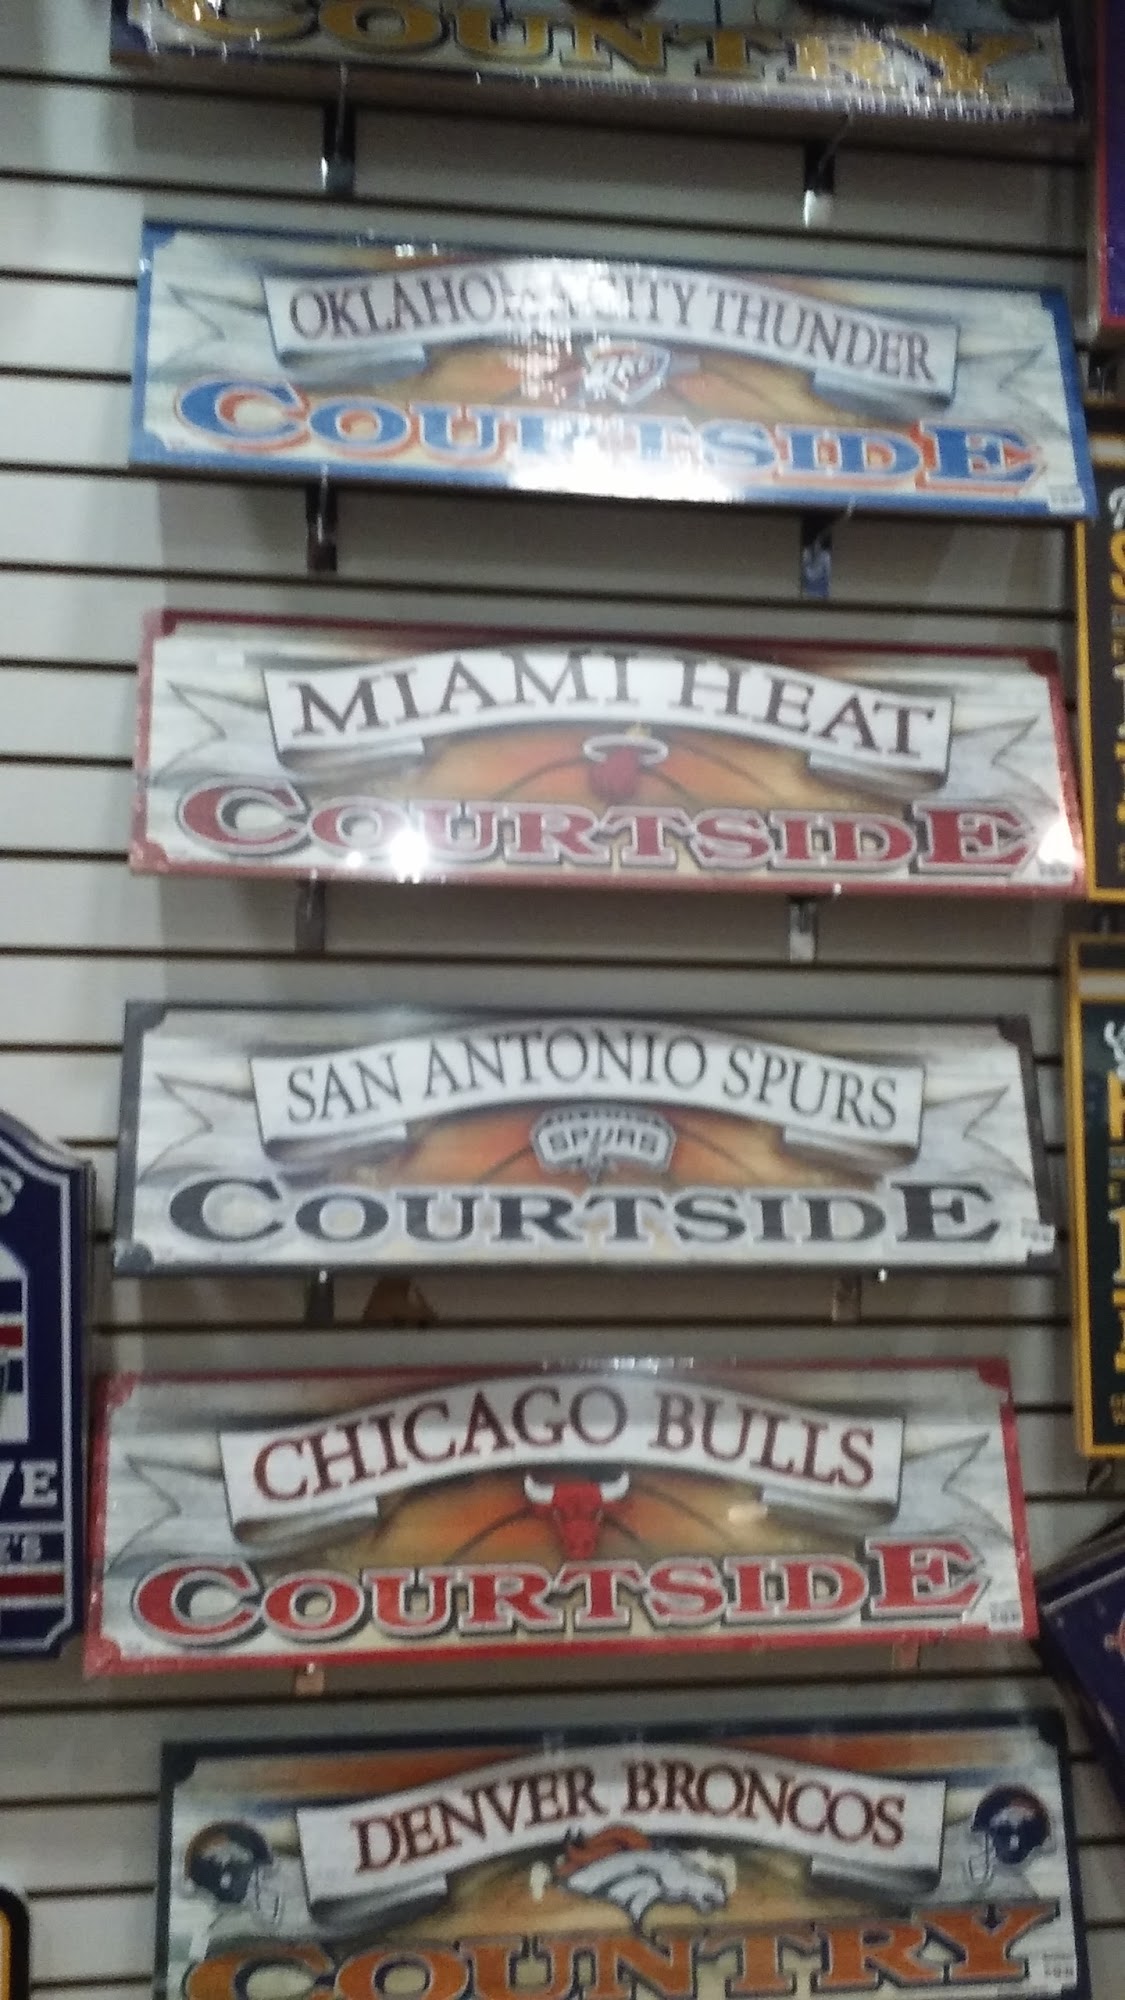 COUNTRY
OKLAHOMA CITY THUNDER
COURTSIDE
MIAMI HEAT
COURTSIDE
SAN ANTONIO SPURS
SPURS
COURTSIDE
CHICAGO BULLS
COURTSIDE
DENVER BRONCOS
COUNTRY